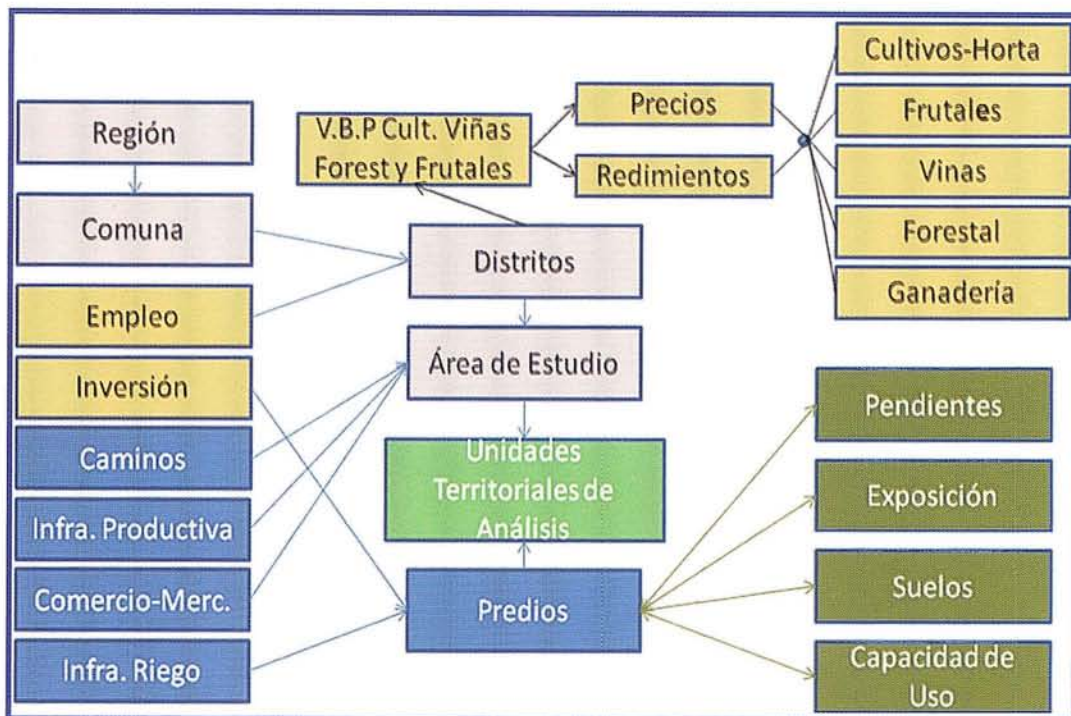 Región
Comuna
Empleo
Inversión
Caminos
Infra. Productiva
Comercio-Merc.
Infra. Riego
V.B.P Cult. Viñas
Forest y Frutales
Distritos
Área de Estudio
Unidades
Territoriales de
Análisis
Predios
Precios
Redimientos
Cultivos-Horta
Frutales
Vinas
Forestal
Ganadería
Pendientes
Exposición
Suelos
Capacidad de
Uso